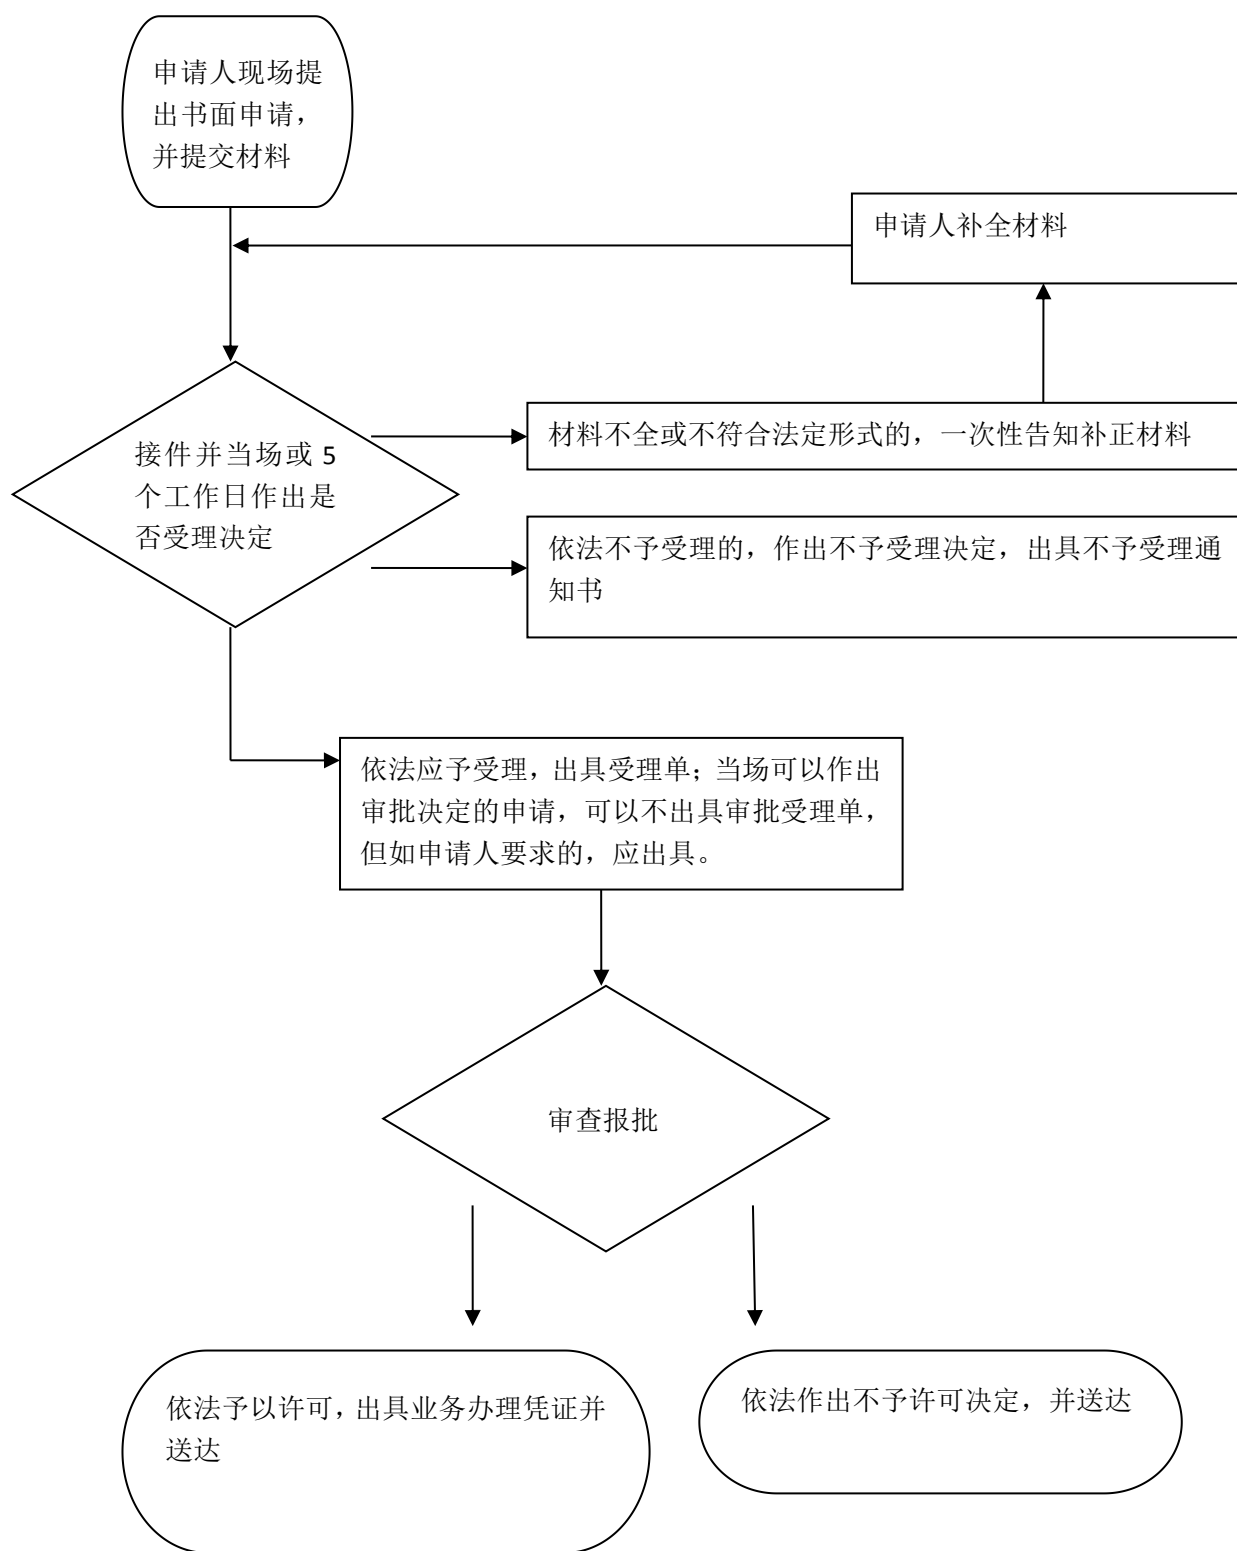 申请人现场提
出书面申请，
并提交材料
申请人补全材料
材料不全或不符合法定形式的，一次性告知补正材料
接件并当场或 5
个工作日作出是
否受理决定
依法不予受理的，作出不予受理决定，出具不予受理通
知书
依法应予受理，出具受理单；当场可以作出
审批决定的申请，可以不出具审批受理单，
但如申请人要求的，应出具。
审查报批
依法予以许可，出具业务办理凭证并
送达
依法作出不予许可决定，并送达